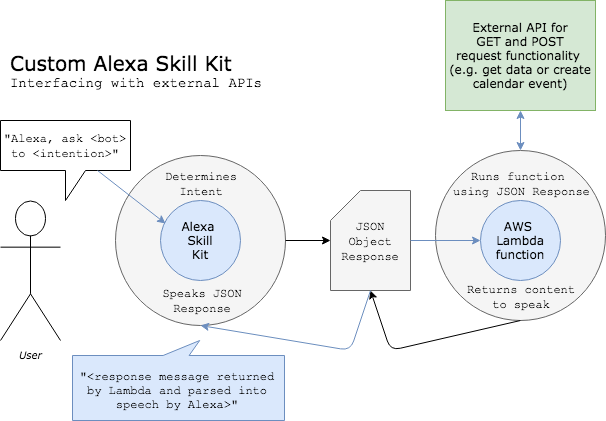 Custom Alexa Skill Kit
Interfacing with external APIs
External API for
GET and POST
request functionality
(e.g. get data or create
calendar event)
"Alexa, ask <bot>
to <intention>"
Determines
Intent
Alexa
Skill
Kit
Speaks JSON
Response
JSON
Object
Response
Runs function
using JSON Response
AWS
Lambda
function
Returns content
to speak
User
"<response message returned
by Lambda and parsed into
speech by Alexa>"